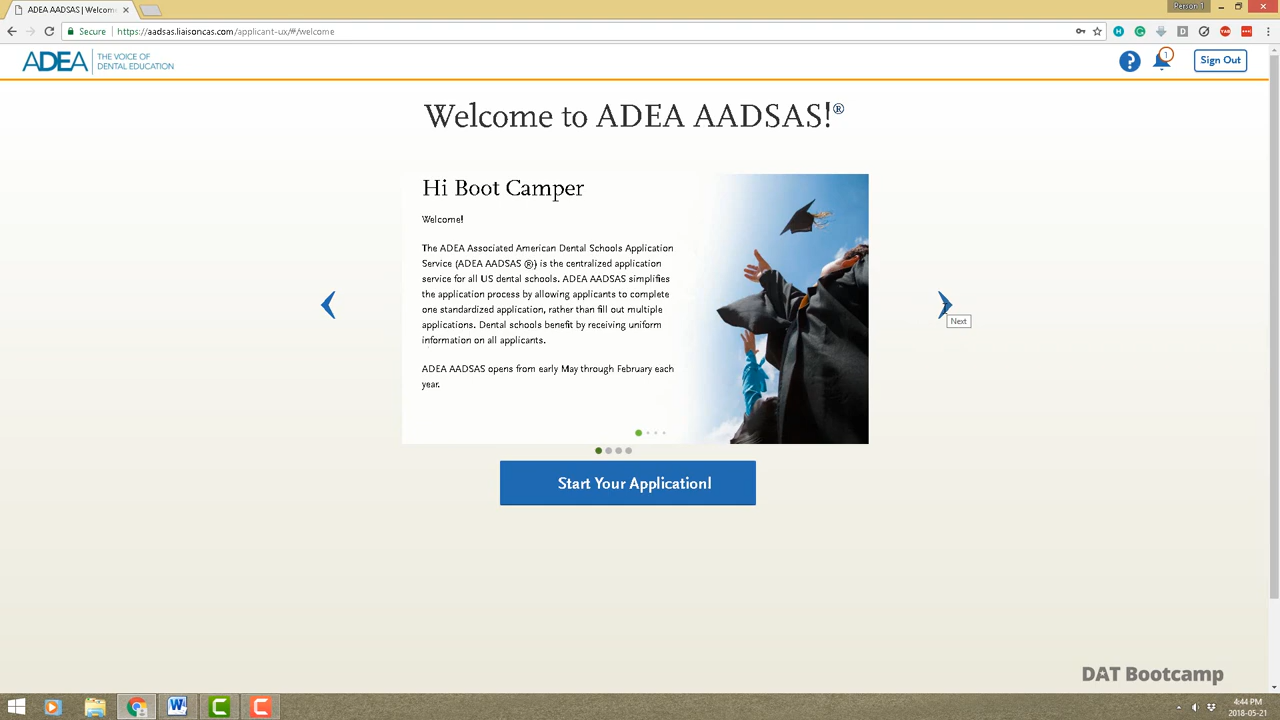 ADEA AADSAS | Welcom
Person 1
Secure
https://aadsas.liaisoncas.com/applicant-ux/#/welcome
ADEA
THE VOICE OF
DENTAL EDUCATION
?
1
Sign Out
Welcome to ADEA AADSAS!®
Hi Boot Camper
Welcome!
The ADEA Associated American Dental Schools Application
Service (ADEA AADSAS ®) is the centralized application
service for all US dental schools. ADEA AADSAS simplifies
the application process by allowing applicants to complete
one standardized application, rather than fill out multiple
applications. Dental schools benefit by receiving uniform
information on all applicants.
ADEA AADSAS opens from early May through February each
year.
Next
Start Your Application!
DAT Bootcamp
4:44 PM
2018-05-21